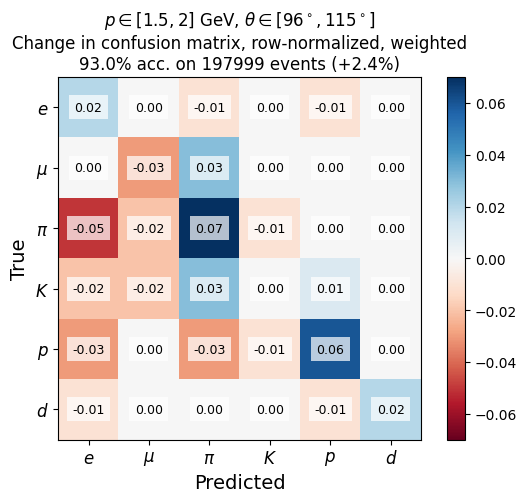 p ∈ [1.5, 2] GeV, θ ∈ [96°, 115°]
Change in confusion matrix, row-normalized, weighted
93.0% acc. on 197999 events (+2.4%)
e 0.02 0.00 -0.01 0.00 -0.01 0.00
μ 0.00 -0.03 0.03 0.00 0.00 0.00
π -0.05 -0.02 0.07 -0.01 0.00 0.00
K -0.02 -0.02 0.03 0.00 0.01 0.00
p -0.03 0.00 -0.03 -0.01 0.06 0.00
d -0.01 0.00 0.00 0.00 -0.01 0.02
e μ π K p d
Predicted
True
0.06
0.04
0.02
0.00
−0.02
−0.04
−0.06